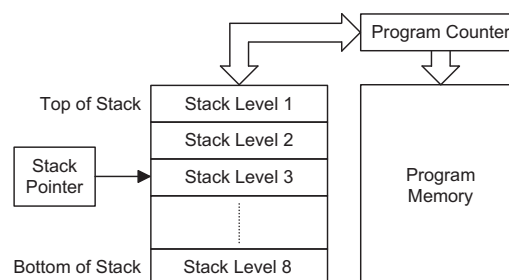 Program Counter
Top of Stack
Stack Level 1
Stack Level 2
Stack
Pointer
Stack Level 3
Program
Memory
Bottom of Stack
Stack Level 8